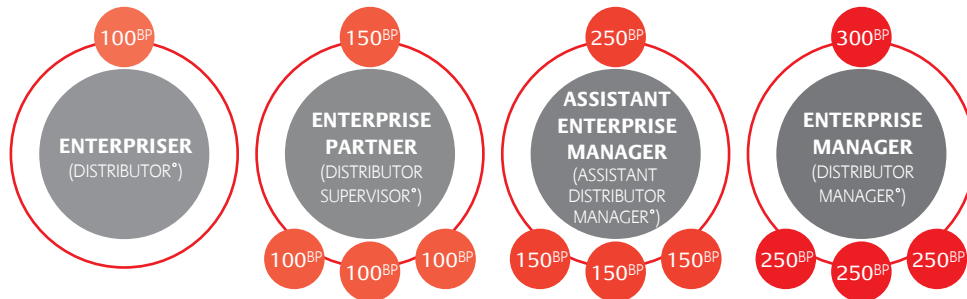 100BP
ENTERPRISER
(DISTRIBUTOR°)
150BP
ENTERPRISE
PARTNER
(DISTRIBUTOR
SUPERVISOR°)
100BP
100BP
100BP
250BP
ASSISTANT
ENTERPRISE
MANAGER
(ASSISTANT
DISTRIBUTOR
MANAGER°)
150BP
150BP
150BP
300BP
ENTERPRISE
MANAGER
(DISTRIBUTOR
MANAGER°)
250BP
250BP
250BP